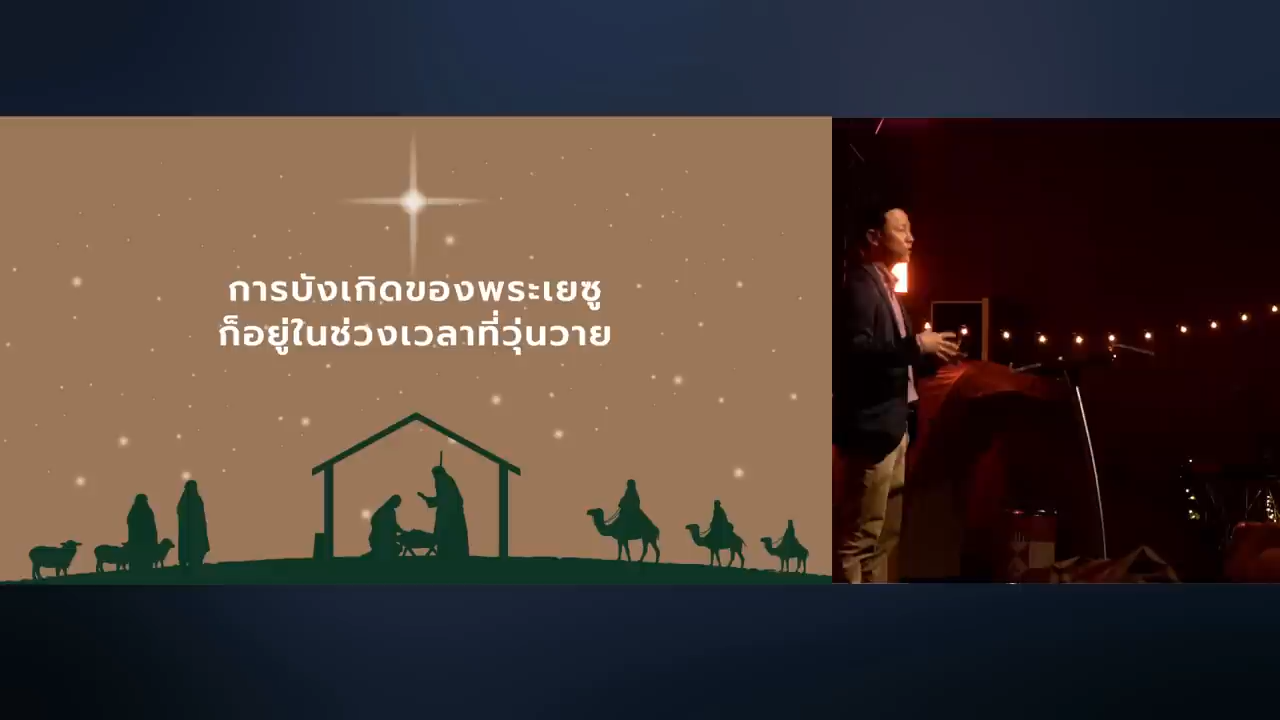 การบังเกิดของพระเยซู
ก็อยู่ในช่วงเวลาที่วุ่นวาย